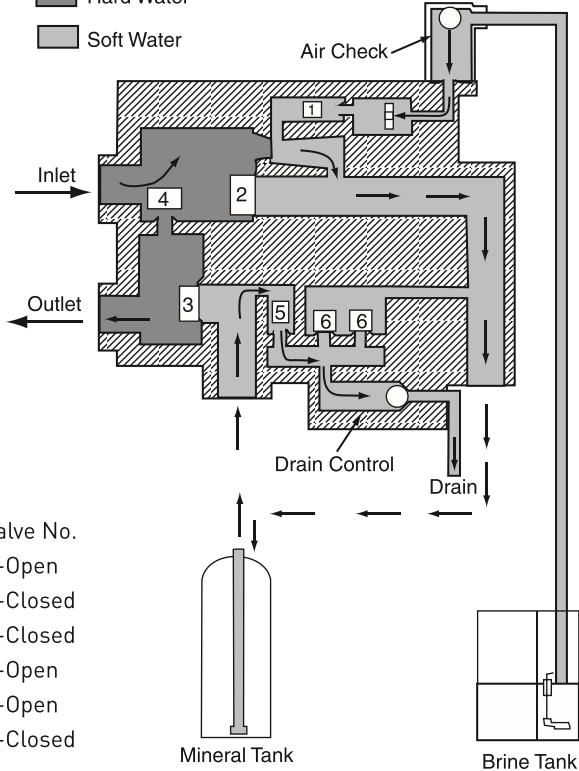 Hard Water
Soft Water
Air Check
1
Inlet
4
2
Outlet
3
5
6
6
Drain Control
Drain
alve No.
-Open
-Closed
-Closed
-Open
-Open
-Closed
Mineral Tank
Brine Tank